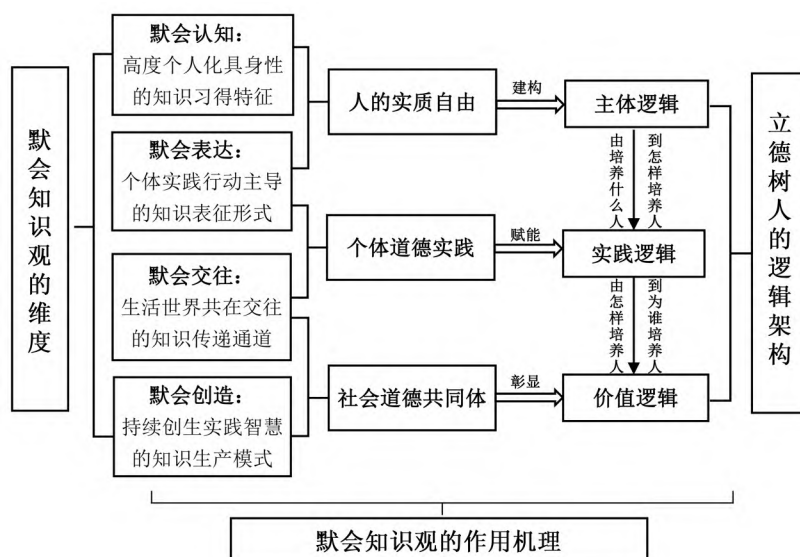 默会知识观的维度
默会认知：
高度个人化具身性
的知识习得特征
默会表达：
个体实践行动主导
的知识表征形式
默会交往：
生活世界共在交往
的知识传递通道
默会创造：
持续创生实践智慧
的知识生产模式
人的实质自由
个体道德实践
社会道德共同体
建构
赋能
彰显
主体逻辑
由培养什么人
到怎样培养人
实践逻辑
由怎样培养人
到为谁培养人
价值逻辑
立德树人的逻辑架构
默会知识观的作用机理